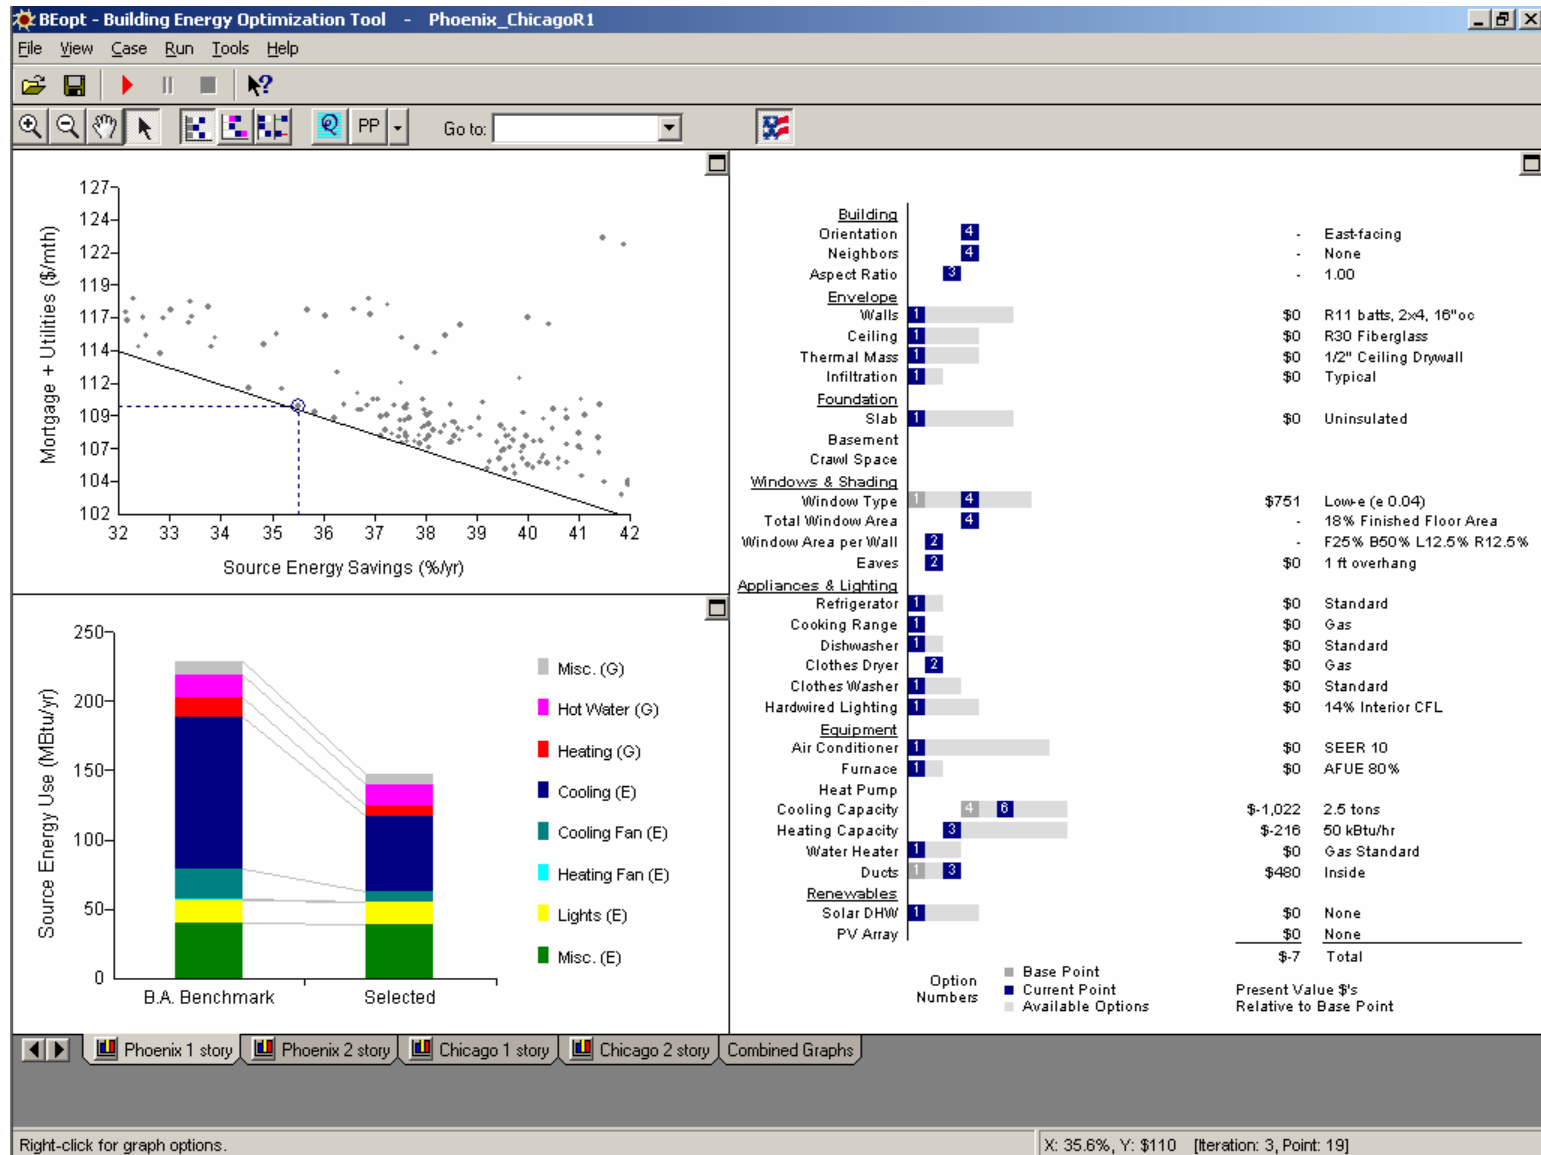 BEopt - Building Energy Optimization Tool - Phoenix_ChicagoR1
File View Case Run Tools Help
PP Go to:
127
124
122
119
117
114
112
109
107
104
102
32 33 34 35 36 37 38 39 40 41 42
Mortgage + Utilities ($/mth)
Source Energy Savings (%/yr)
250
200
150
100
50
0
Source Energy Use (MBtu/yr)
B.A. Benchmark Selected
Misc. (G)
Hot Water (G)
Heating (G)
Cooling (E)
Cooling Fan (E)
Heating Fan (E)
Lights (E)
Misc. (E)
Building
Orientation 4 - East-facing
Neighbors 4 - None
Aspect Ratio 3 - 1.00
Envelope
Walls 1 $0 R11 batts, 2x4, 16"oc
Ceiling 1 $0 R30 Fiberglass
Thermal Mass 1 $0 1/2" Ceiling Drywall
Infiltration 1 $0 Typical
Foundation
Slab 1 $0 Uninsulated
Basement
Crawl Space
Windows & Shading
Window Type 1 4 $751 Low-e (e 0.04)
Total Window Area 4 - 18% Finished Floor Area
Window Area per Wall 2 - F25% B50% L12.5% R12.5%
Eaves 2 $0 1 ft overhang
Appliances & Lighting
Refrigerator 1 $0 Standard
Cooking Range 1 $0 Gas
Dishwasher 1 $0 Standard
Clothes Dryer 2 $0 Gas
Clothes Washer 1 $0 Standard
Hardwired Lighting 1 $0 14% Interior CFL
Equipment
Air Conditioner 1 $0 SEER 10
Furnace 1 $0 AFUE 80%
Heat Pump
Cooling Capacity 4 6 $-1,022 2.5 tons
Heating Capacity 3 $-216 50 kBtu/hr
Water Heater 1 $0 Gas Standard
Ducts 1 3 $480 Inside
Renewables
Solar DHW 1 $0 None
PV Array $0 None
$-7 Total
Option Numbers
Base Point
Current Point
Available Options
Present Value $'s
Relative to Base Point
Phoenix 1 story Phoenix 2 story Chicago 1 story Chicago 2 story Combined Graphs
Right-click for graph options. X: 35.6%, Y: $110 [Iteration: 3, Point: 19]